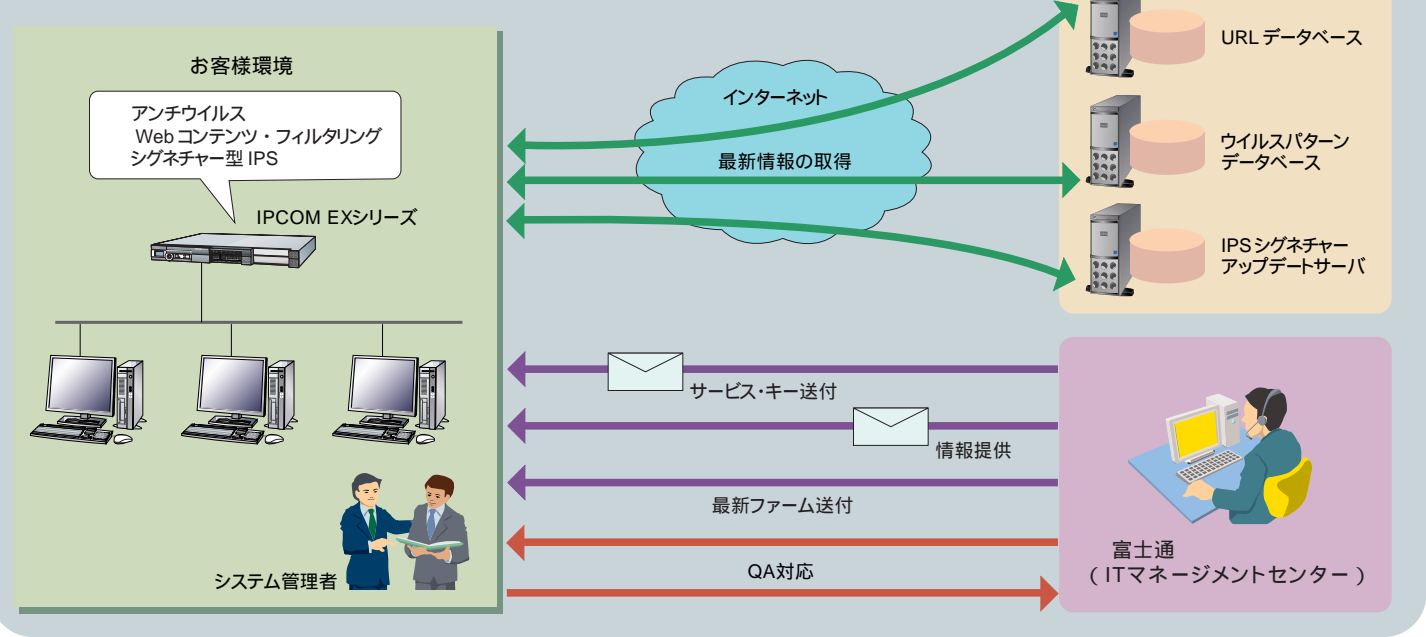 お客様環境
アンチウイルス
Webコンテンツ・フィルタリング
シグネチャー型 IPS
IPCOM EXシリーズ
システム管理者
インターネット
最新情報の取得
URLデータベース
ウイルスパターン
データベース
IPSシグネチャー
アップデートサーバ
サービス・キー送付
情報提供
最新ファーム送付
QA対応
富士通
(ITマネージメントセンター)